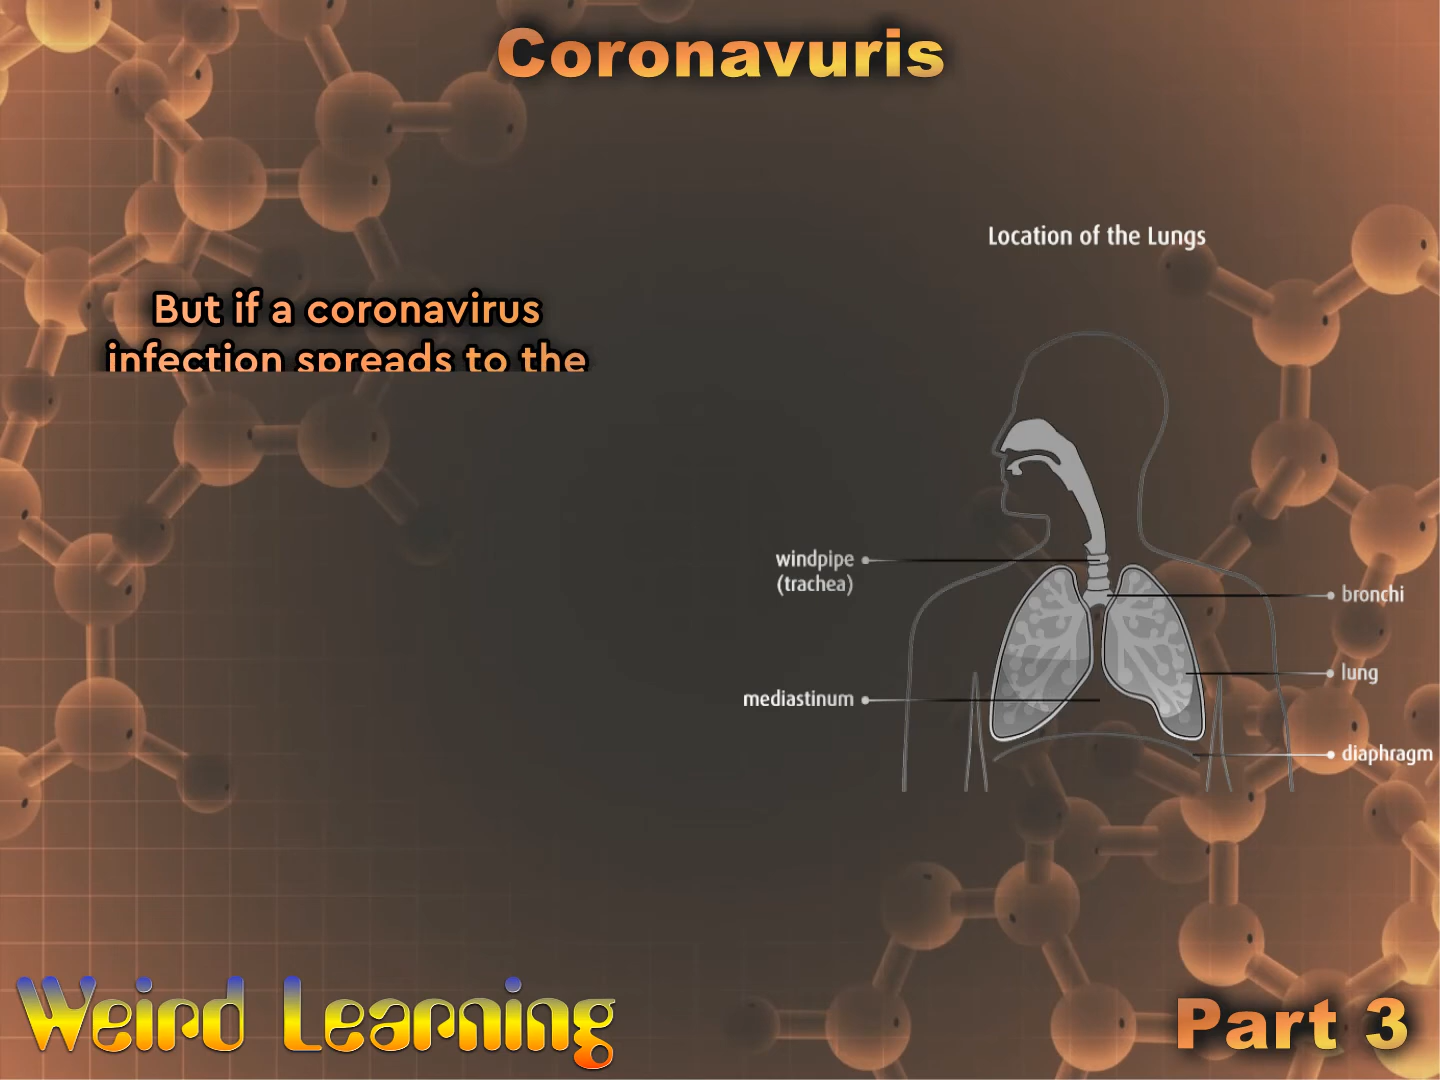 Coronavuris
Location of the Lungs
But if a coronavirus
infection spreads to the
windpipe
(trachea)
bronchi
lung
mediastinum
diaphragm
Weird Learning
Part 3